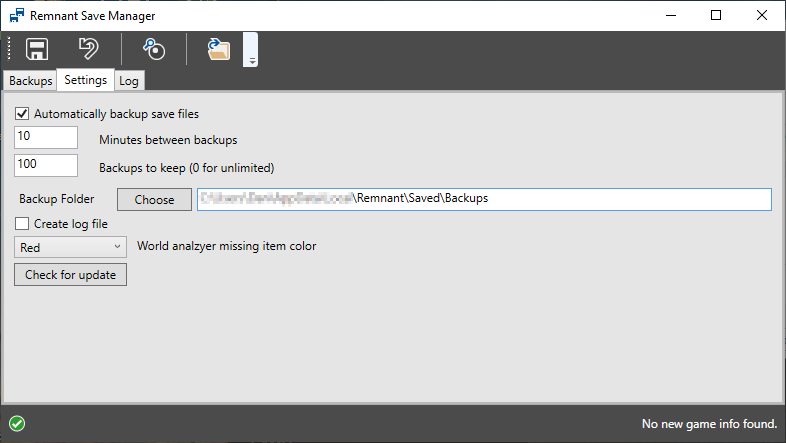 Remnant Save Manager
Backups Settings Log
Automatically backup save files
10 Minutes between backups
100 Backups to keep (0 for unlimited)
Backup Folder Choose \Remnant\Saved\Backups
Create log file
Red World analzyer missing item color
Check for update
No new game info found.